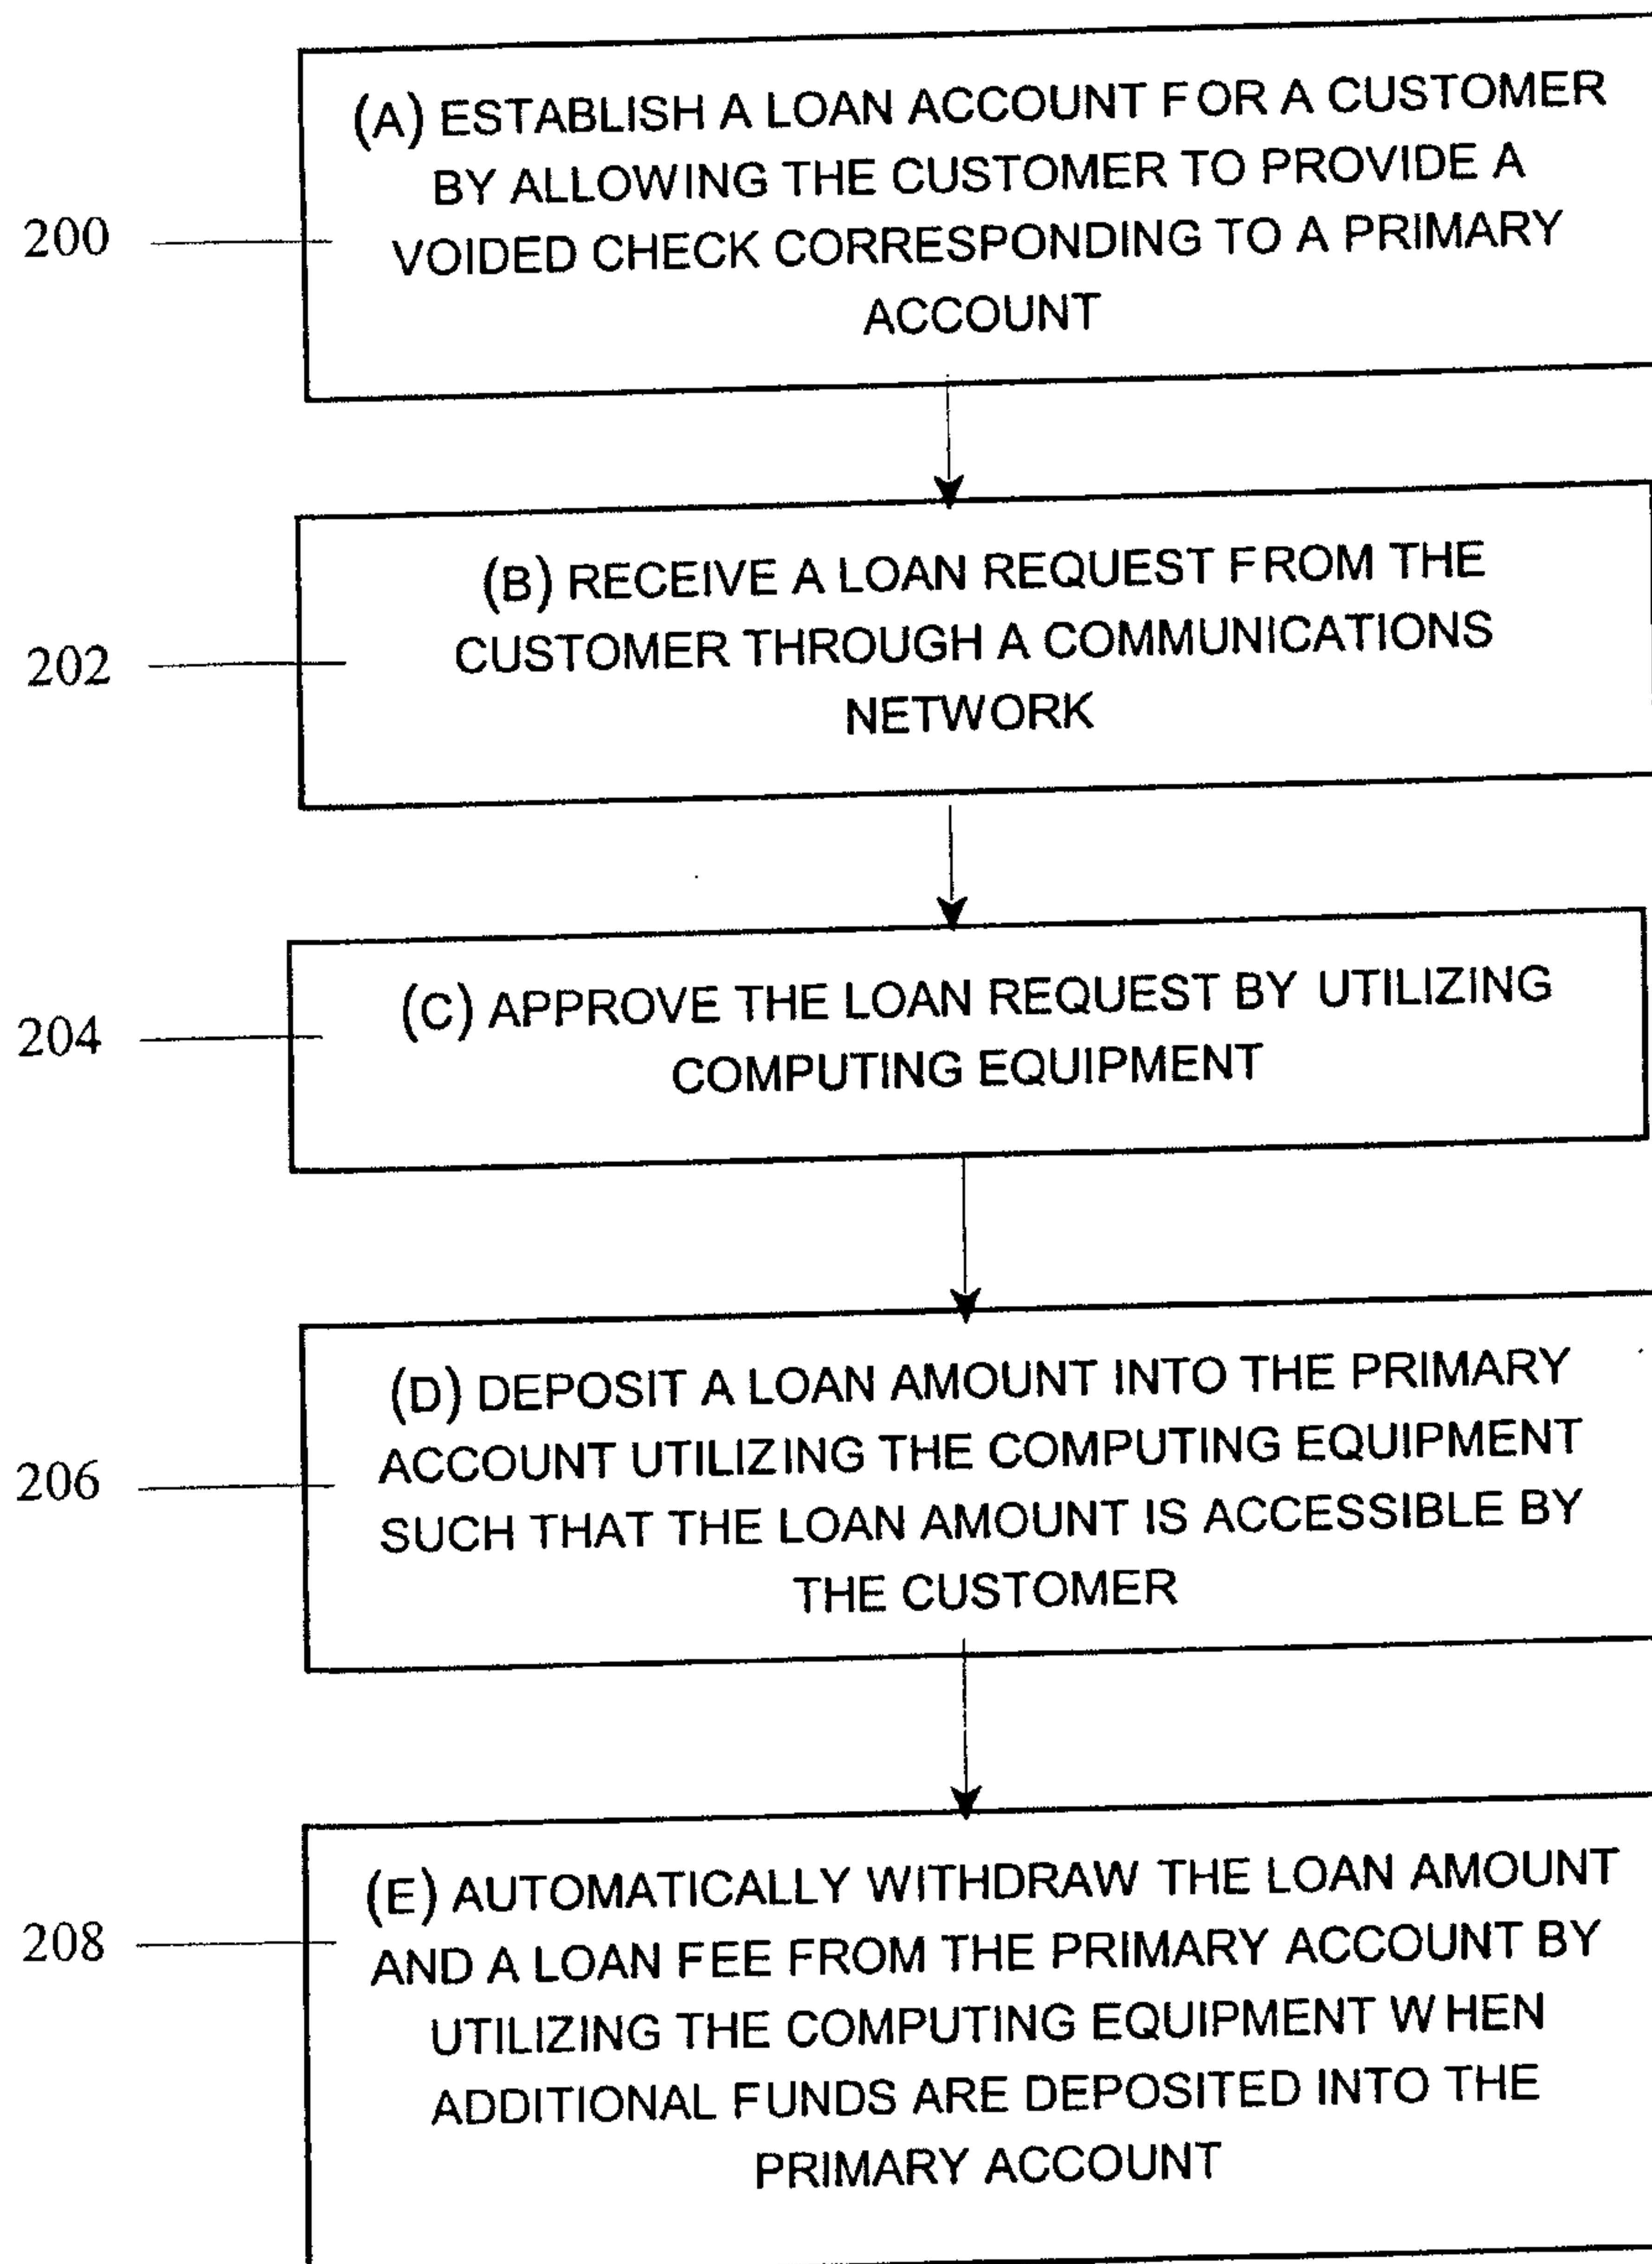 (A) ESTABLISH A LOAN ACCOUNT FOR A CUSTOMER
BY ALLOWING THE CUSTOMER TO PROVIDE A
VOIDED CHECK CORRESPONDING TO A PRIMARY
ACCOUNT
200
(B) RECEIVE A LOAN REQUEST FROM THE
CUSTOMER THROUGH A COMMUNICATIONS
NETWORK
202
(C) APPROVE THE LOAN REQUEST BY UTILIZING
COMPUTING EQUIPMENT
204
(D) DEPOSIT A LOAN AMOUNT INTO THE PRIMARY
ACCOUNT UTILIZING THE COMPUTING EQUIPMENT
SUCH THAT THE LOAN AMOUNT IS ACCESSIBLE BY
THE CUSTOMER
206
(E) AUTOMATICALLY WITHDRAW THE LOAN AMOUNT
AND A LOAN FEE FROM THE PRIMARY ACCOUNT BY
UTILIZING THE COMPUTING EQUIPMENT WHEN
ADDITIONAL FUNDS ARE DEPOSITED INTO THE
PRIMARY ACCOUNT
208